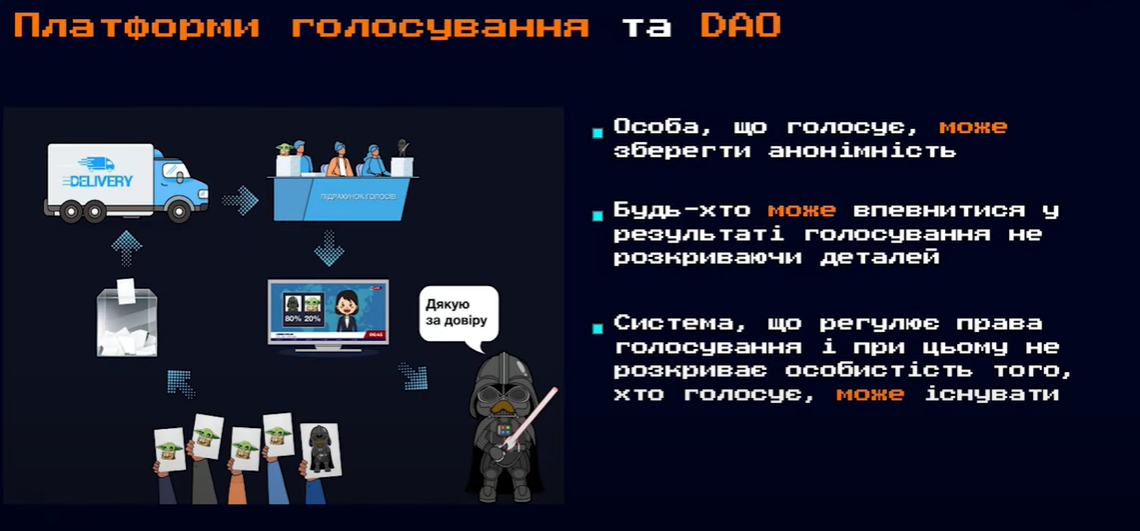 Платформи голосування та DAO
DELIVERY
ПІДРАХУНОК ГОЛОСІВ
80% 20%
Дякую
за довіру
Особа, що голосує, може
зберегти анонімність
Будь-хто може впевнитися у
результаті голосування не
розкриваючи деталей
Система, що регулює права
голосування і при цьому не
розкриває особистість того,
хто голосує, може існувати